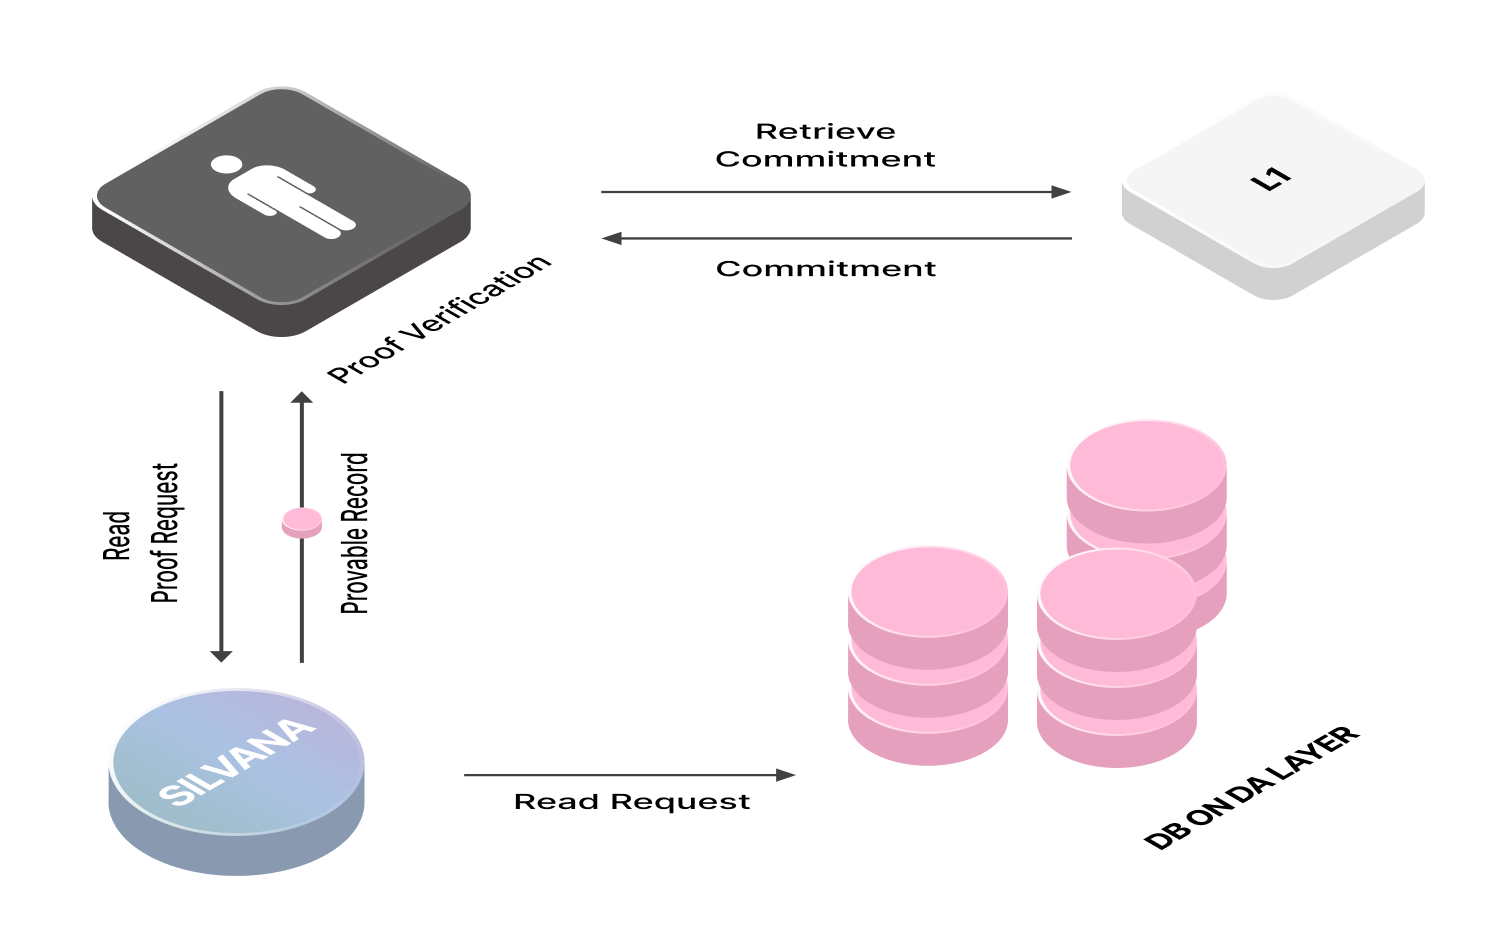 Retrieve
Commitment
L1
Commitment
Proof Verification
Read
Proof Request
Provable Record
SILVANA
Read Request
DB ON DA LAYER